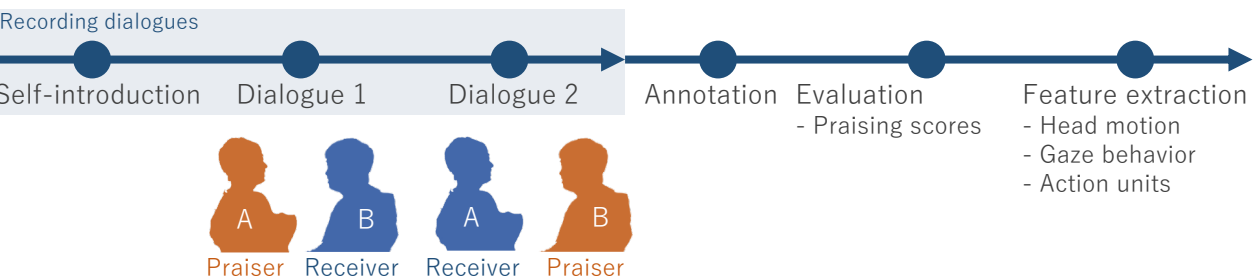 Recording dialogues
Self-introduction
Dialogue 1
Dialogue 2
Annotation
Evaluation
- Praising scores
Feature extraction
- Head motion
- Gaze behavior
- Action units
A
B
A
B
Praiser
Receiver
Receiver
Praiser